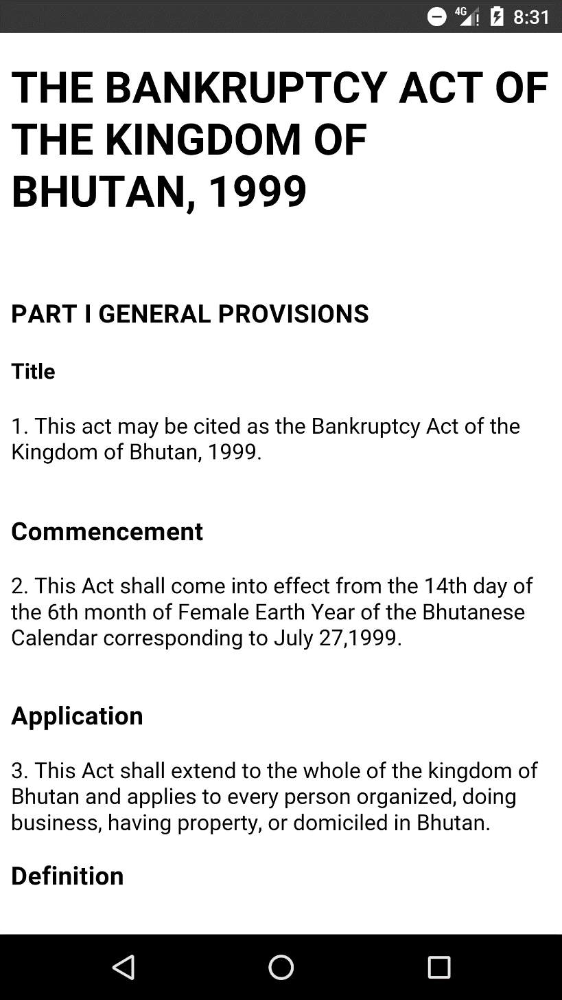 4G 8:31
THE BANKRUPTCY ACT OF
THE KINGDOM OF
BHUTAN, 1999
PART I GENERAL PROVISIONS
Title
1. This act may be cited as the Bankruptcy Act of the
Kingdom of Bhutan, 1999.
Commencement
2. This Act shall come into effect from the 14th day of
the 6th month of Female Earth Year of the Bhutanese
Calendar corresponding to July 27,1999.
Application
3. This Act shall extend to the whole of the kingdom of
Bhutan and applies to every person organized, doing
business, having property, or domiciled in Bhutan.
Definition